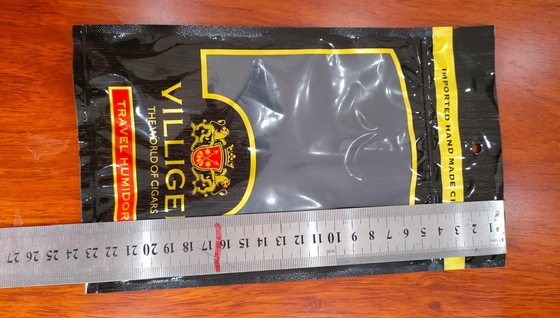 IMPORTED HAND MADE
VILLIGE
THE WORLD OF CIGARS
TRAVEL HUMIDOR
27 26 25 24 23 22 21 20 19 18 17 16 15 14 13 12 11 10 9 8 7 6 5 4 3 2 1